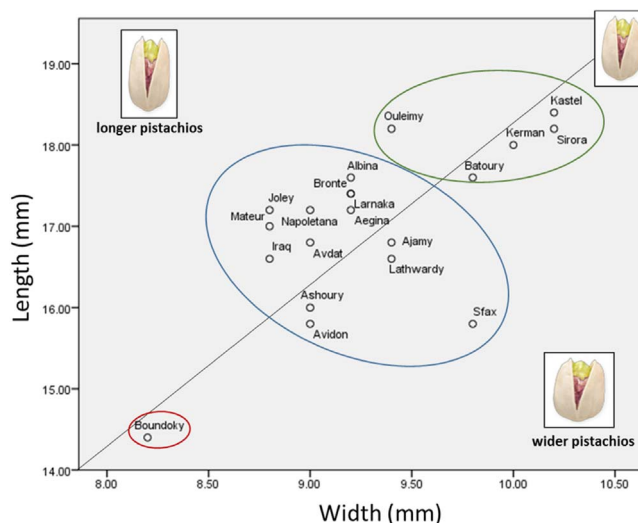 19.00
18.00
17.00
16.00
15.00
14.00
Length (mm)
longer pistachios
Kastel
Ouleimy
Kerman
Sirora
Batoury
Albina
Bronte
Joley
Larnaka
Mateur
Napoletana
Aegina
Iraq
Avdat
Ajamy
Lathwardy
Ashoury
Sfax
Avidon
Boundoky
wider pistachios
8.00 8.50 9.00 9.50 10.00 10.50
Width (mm)